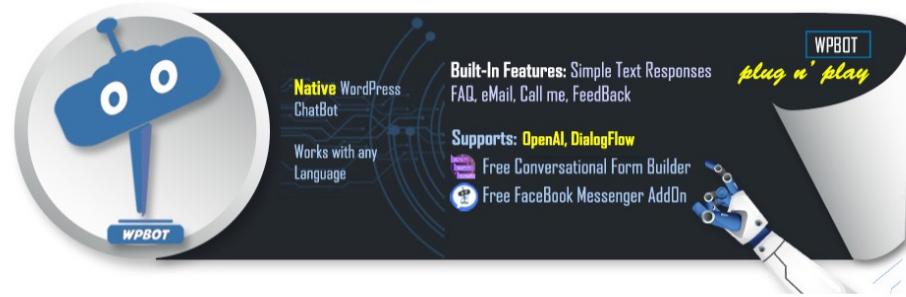 WPBOT
Native WordPress
ChatBot
Works with any
Language
Built-In Features: Simple Text Responses
FAQ, eMail, Call me, FeedBack
Supports: OpenAI, DialogFlow
Free Conversational Form Builder
Free FaceBook Messenger AddOn
WPBOT
plug n' play